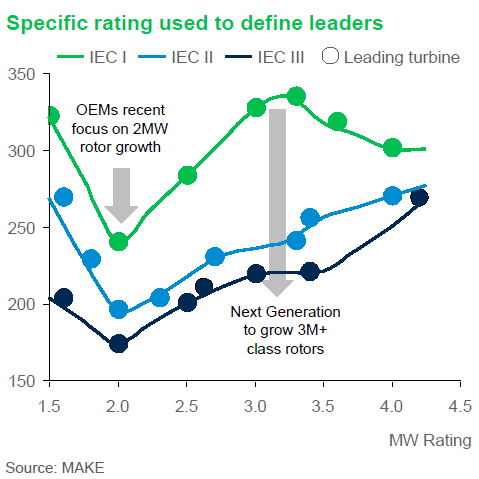 Specific rating used to define leaders
IEC I IEC II IEC III Leading turbine
350
300
250
200
150
OEMs recent
focus on 2MW
rotor growth
Next Generation
to grow 3M+
class rotors
1.5 2.0 2.5 3.0 3.5 4.0 4.5
MW Rating
Source: MAKE